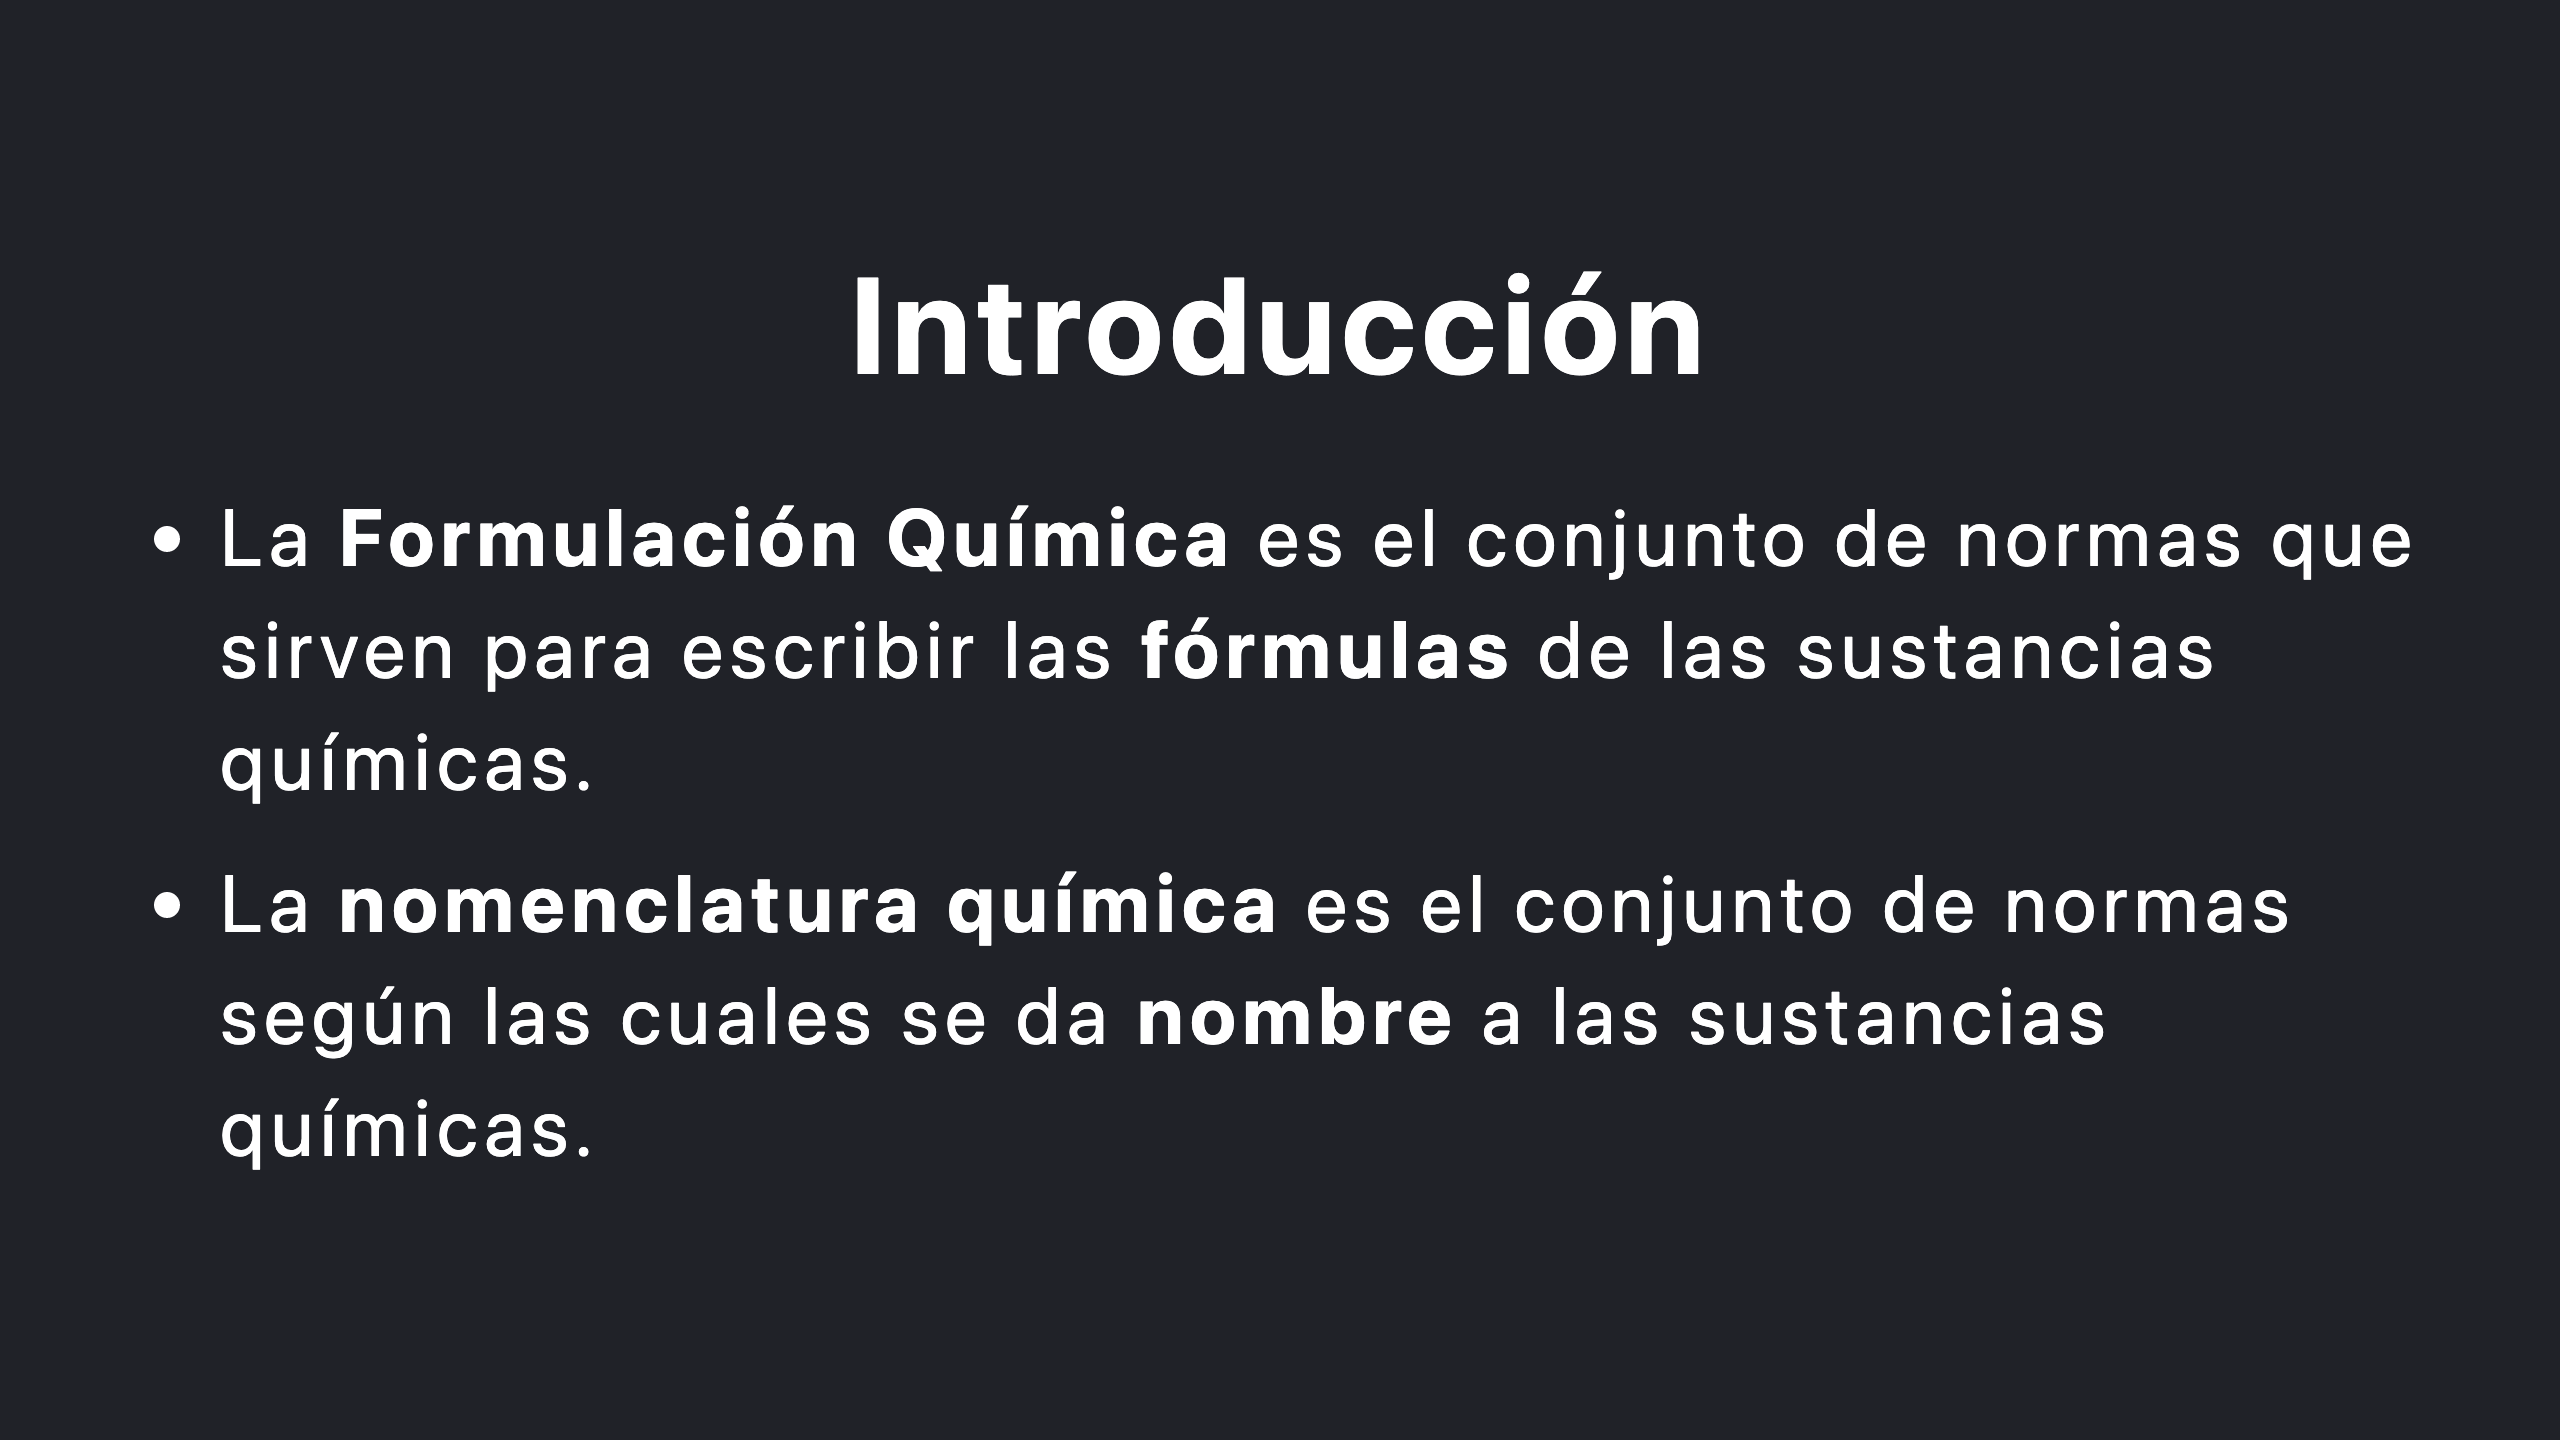 Introducción
• La Formulación Química es el conjunto de normas que
sirven para escribir las fórmulas de las sustancias
químicas.
• La nomenclatura química es el conjunto de normas
según las cuales se da nombre a las sustancias
químicas.